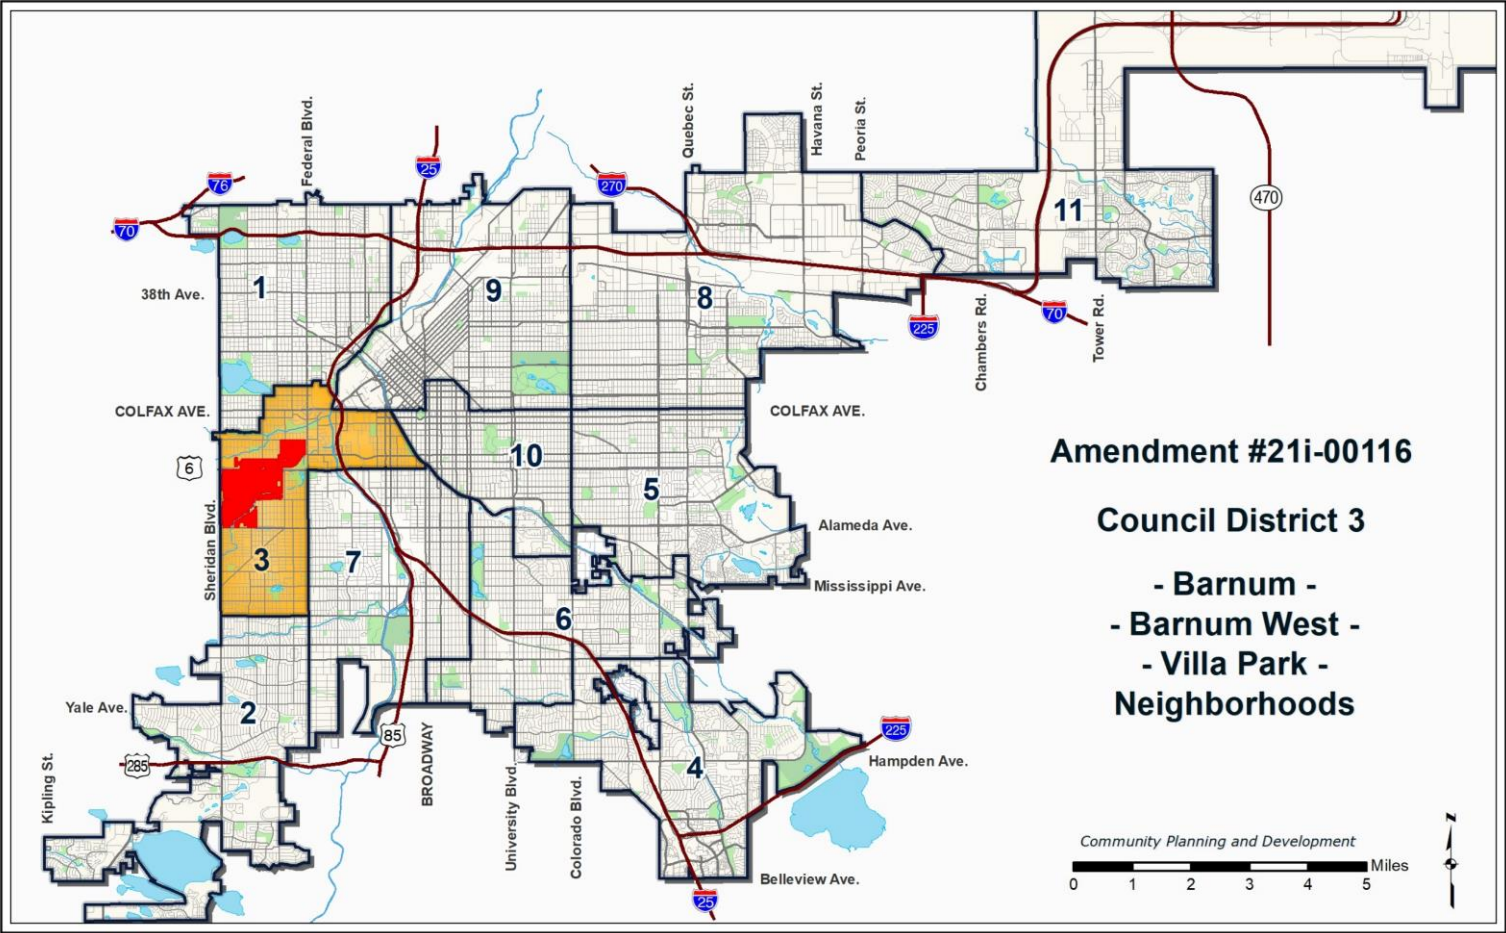 Federal Blvd.
Quebec St.
Havana St.
Peoria St.
76
25
270
70
470
11
38th Ave.
1
9
8
225
70
Chambers Rd.
Tower Rd.
COLFAX AVE.
COLFAX AVE.
6
10
5
Sheridan Blvd.
Alameda Ave.
3
7
Mississippi Ave.
6
Yale Ave.
2
85
BROADWAY
225
285
Kipling St.
University Blvd.
Colorado Blvd.
4
Hampden Ave.
Belleview Ave.
25
Amendment #21i-00116
Council District 3
- Barnum -
- Barnum West -
- Villa Park -
Neighborhoods
Community Planning and Development
Miles
0 1 2 3 4 5
N